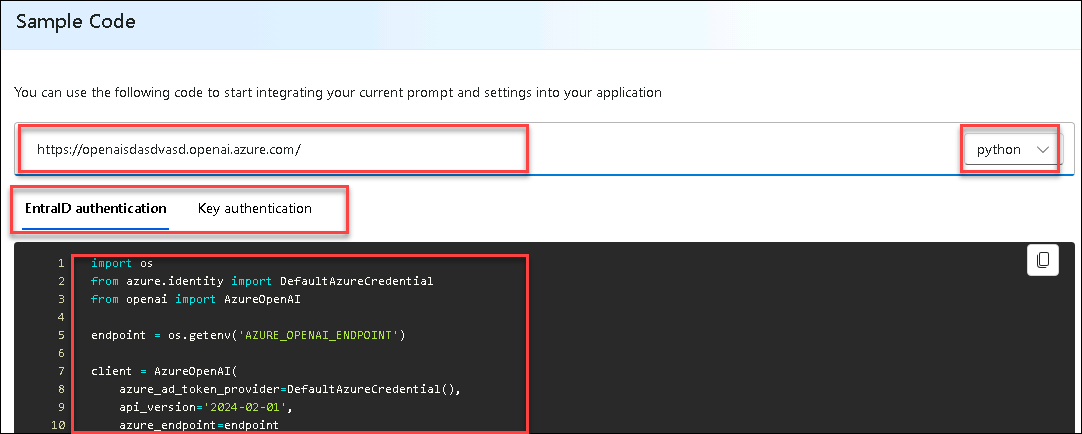 Sample Code
You can use the following code to start integrating your current prompt and settings into your application
https://openaisdasdvasd.openai.azure.com/
python
EntraID authentication Key authentication
1 import os
2 from azure.identity import DefaultAzureCredential
3 from openai import AzureOpenAI
4
5 endpoint = os.getenv('AZURE_OPENAI_ENDPOINT')
6
7 client = AzureOpenAI(
8 azure_ad_token_provider=DefaultAzureCredential(),
9 api_version='2024-02-01',
10 azure_endpoint=endpoint